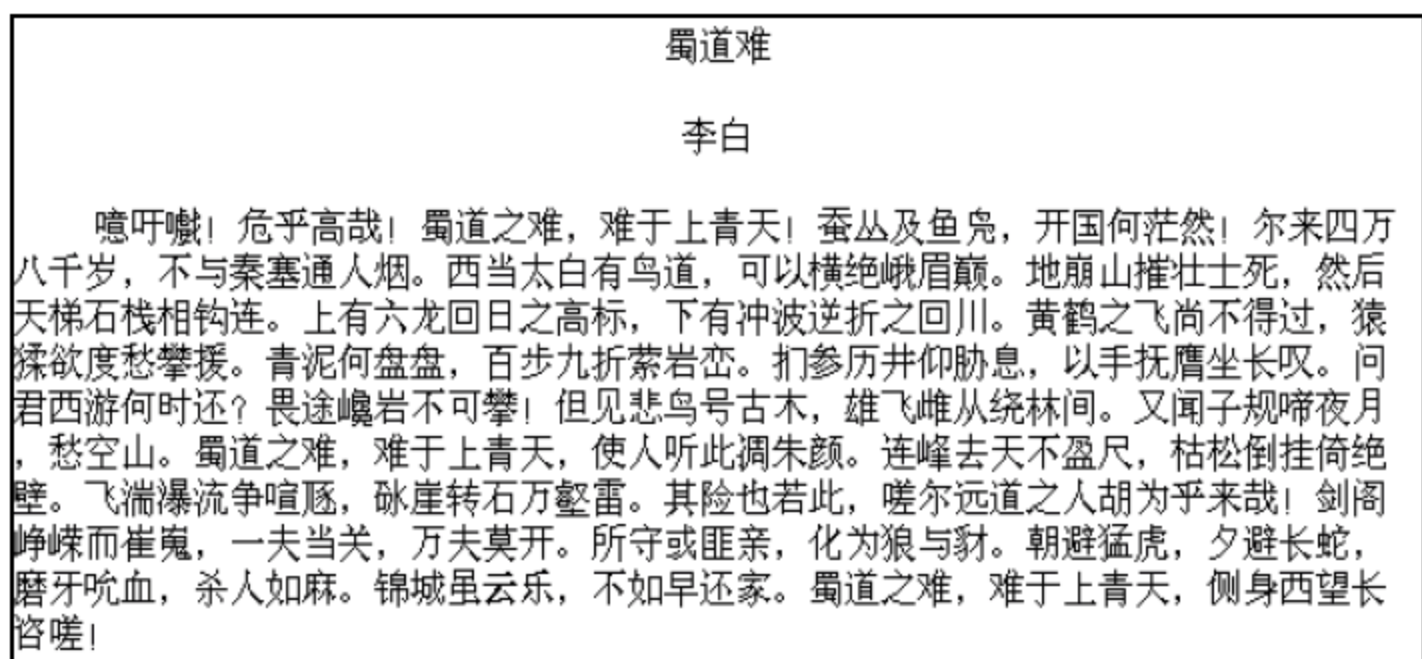 蜀道难
李白
噫吁嚱！危乎高哉！蜀道之难，难于上青天！蚕丛及鱼凫，开国何茫然！尔来四万
八千岁，不与秦塞通人烟。西当太白有鸟道，可以横绝峨眉巅。地崩山摧壮士死，然后
天梯石栈相钩连。上有六龙回日之高标，下有冲波逆折之回川。黄鹤之飞尚不得过，猿
猱欲度愁攀援。青泥何盘盘，百步九折萦岩峦。扪参历井仰胁息，以手抚膺坐长叹。问
君西游何时还？畏途巉岩不可攀！但见悲鸟号古木，雄飞雌从绕林间。又闻子规啼夜月
，愁空山。蜀道之难，难于上青天，使人听此凋朱颜。连峰去天不盈尺，枯松倒挂倚绝
壁。飞湍瀑流争喧豗，砯崖转石万壑雷。其险也若此，嗟尔远道之人胡为乎来哉！剑阁
峥嵘而崔嵬，一夫当关，万夫莫开。所守或匪亲，化为狼与豺。朝避猛虎，夕避长蛇，
磨牙吮血，杀人如麻。锦城虽云乐，不如早还家。蜀道之难，难于上青天，侧身西望长
咨嗟！